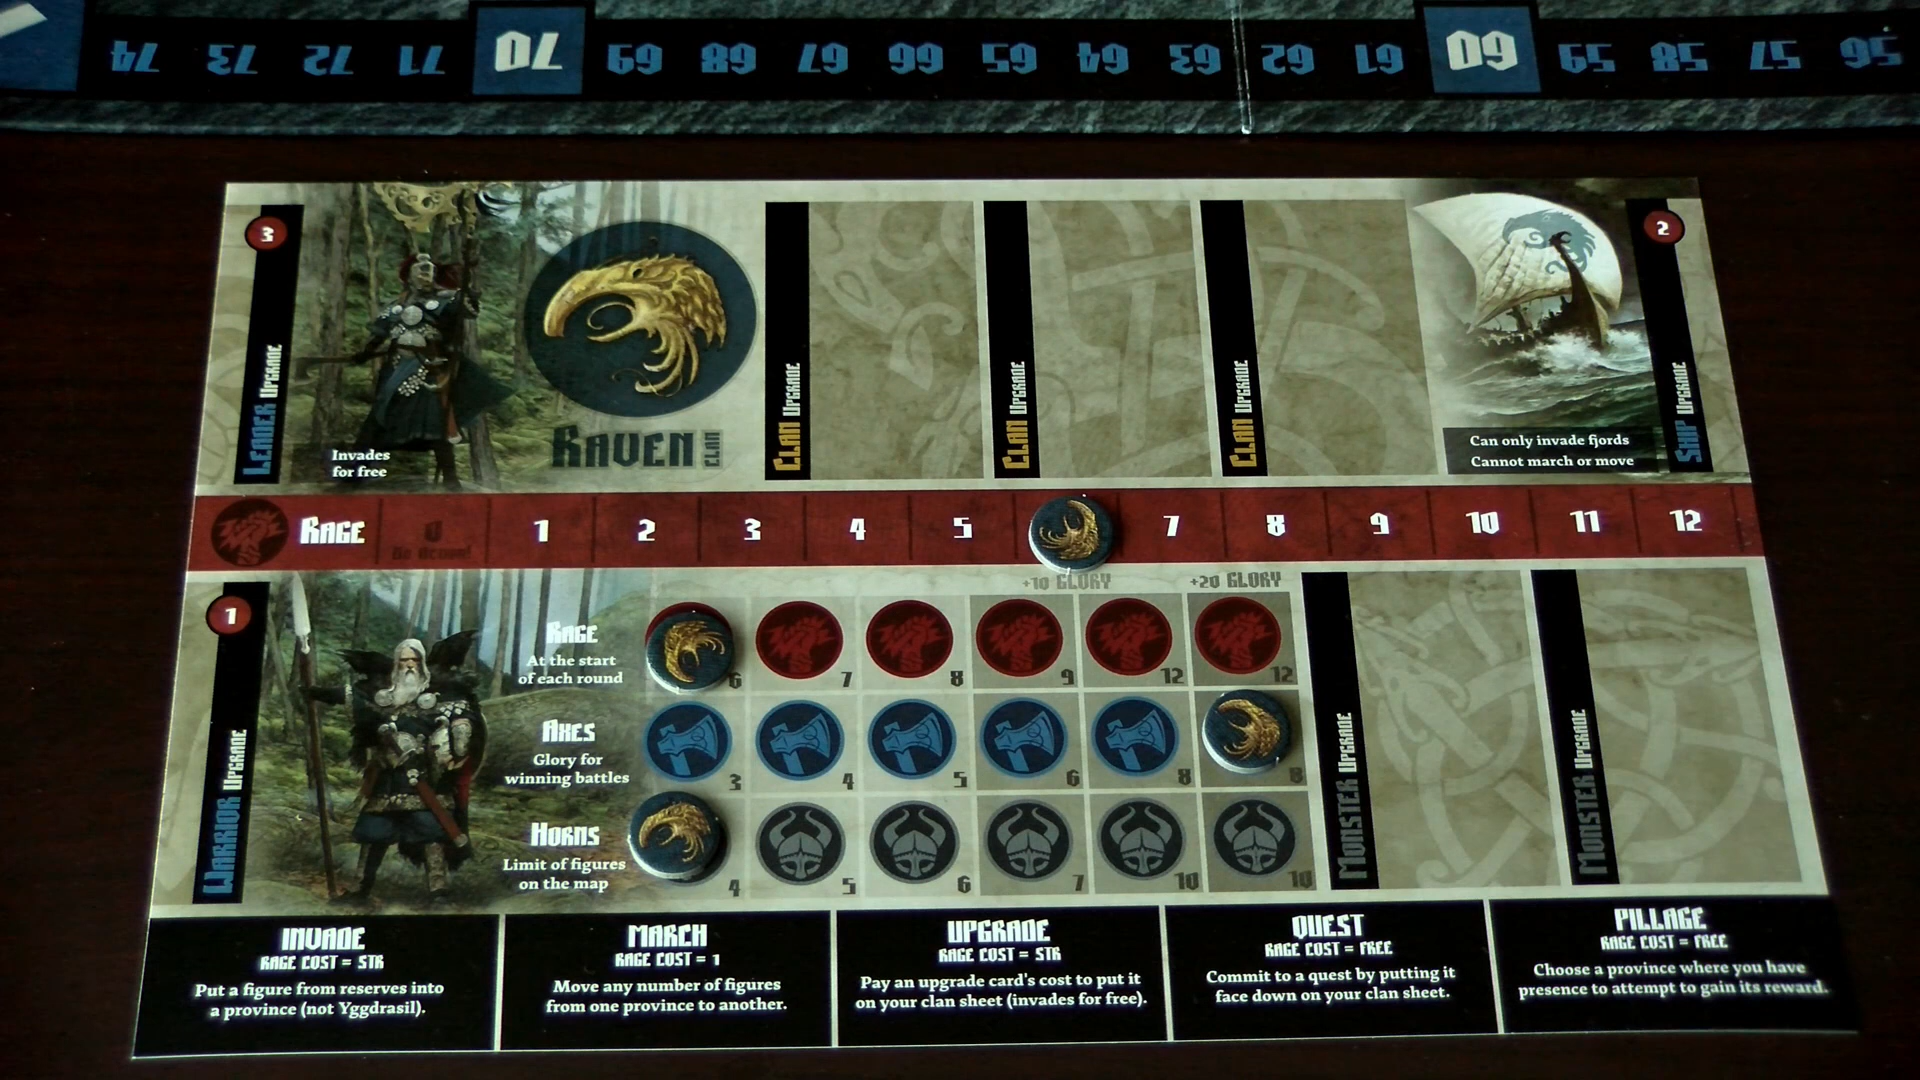 74 73 72 71 70 69 68 67 66 65 64 63 62 61 60 59 58 57 56
3
LEADER UPGRADE
Invades
for free
RAVEN CLAN
CLAN UPGRADE
CLAN UPGRADE
CLAN UPGRADE
2
SHIP UPGRADE
Can only invade fjords
Cannot march or move
RAGE 0 1 2 3 4 5 7 8 9 10 11 12
No Actions!
1
WARRIOR UPGRADE
+10 GLORY +20 GLORY
RAGE
At the start
of each round
6 7 8 9 12 12
AXES
Glory for
winning battles
3 4 5 6 8 8
HORNS
Limit of figures
on the map
4 5 6 7 10 10
MONSTER UPGRADE
MONSTER UPGRADE
INVADE
RAGE COST = STR
Put a figure from reserves into
a province (not Yggdrasil).
MARCH
RAGE COST = 1
Move any number of figures
from one province to another.
UPGRADE
RAGE COST = STR
Pay an upgrade card's cost to put it
on your clan sheet (invades for free).
QUEST
RAGE COST = FREE
Commit to a quest by putting it
face down on your clan sheet.
PILLAGE
RAGE COST = FREE
Choose a province where you have
presence to attempt to gain its reward.